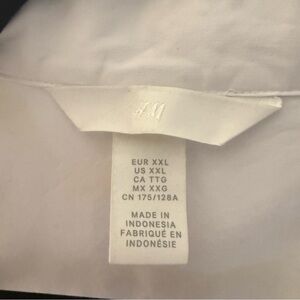 H&M
EUR XXL
US XXL
CA TTG
MX XXG
CN 175/128A
MADE IN
INDONESIA
FABRIQUÉ EN
INDONÉSIE